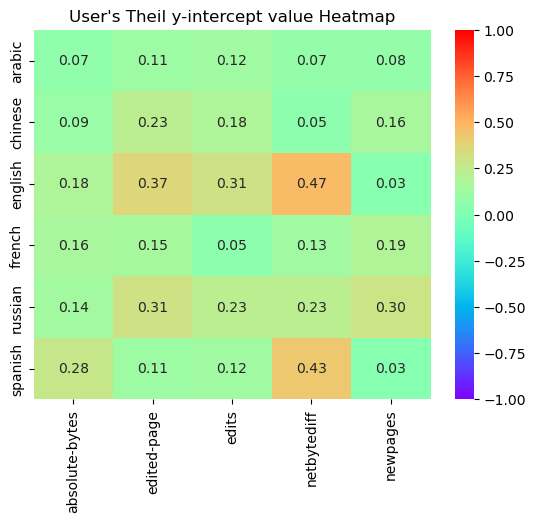 User's Theil y-intercept value Heatmap
arabic 0.07 0.11 0.12 0.07 0.08
chinese 0.09 0.23 0.18 0.05 0.16
english 0.18 0.37 0.31 0.47 0.03
french 0.16 0.15 0.05 0.13 0.19
russian 0.14 0.31 0.23 0.23 0.30
spanish 0.28 0.11 0.12 0.43 0.03
absolute-bytes
edited-page
edits
netbytediff
newpages
1.00
0.75
0.50
0.25
0.00
−0.25
−0.50
−0.75
−1.00